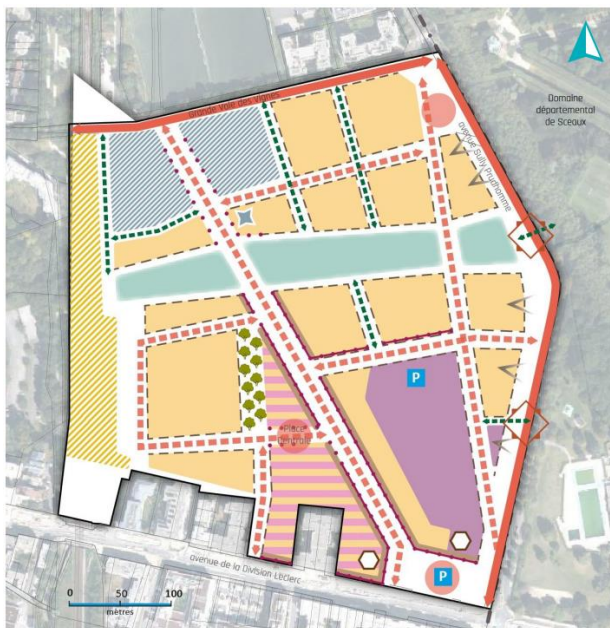 Grande Voie des Vignes
Domaine
départemental
de Sceaux
avenue Sully Prudhomme
P
Place
Centrale
avenue de la Division Leclerc
P
0 50 100
mètres